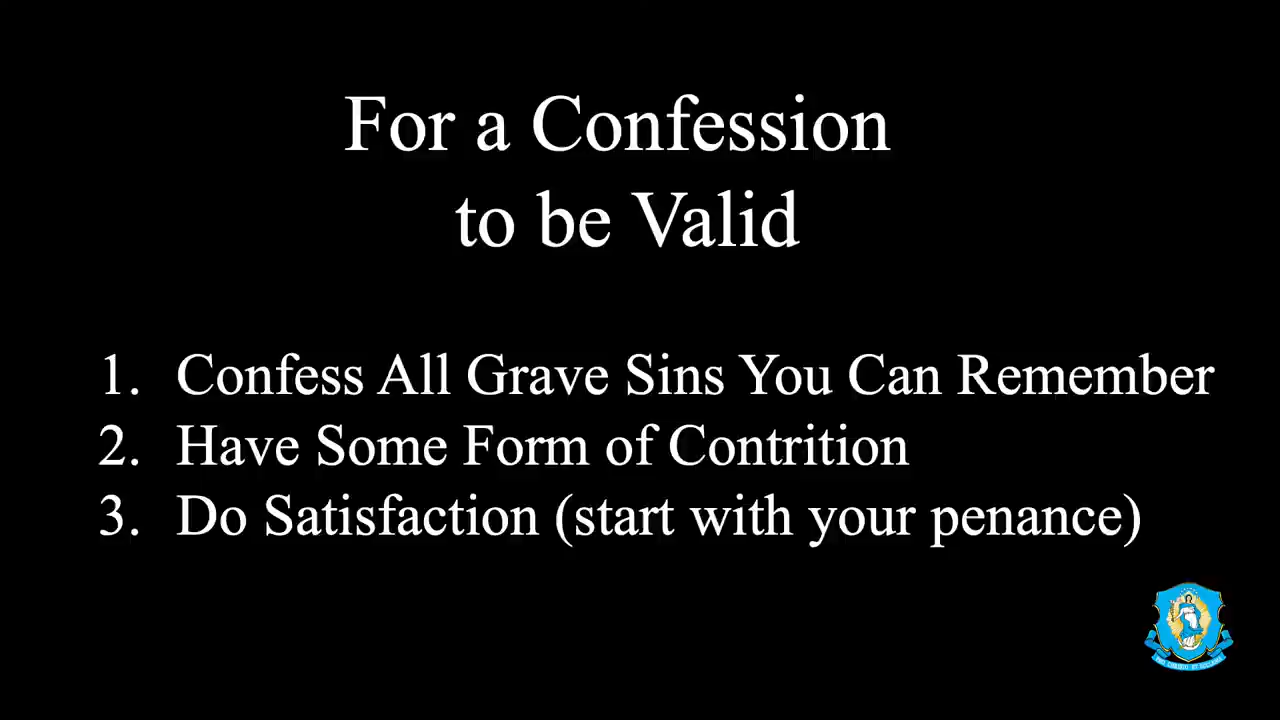 For a Confession
to be Valid
1. Confess All Grave Sins You Can Remember
2. Have Some Form of Contrition
3. Do Satisfaction (start with your penance)